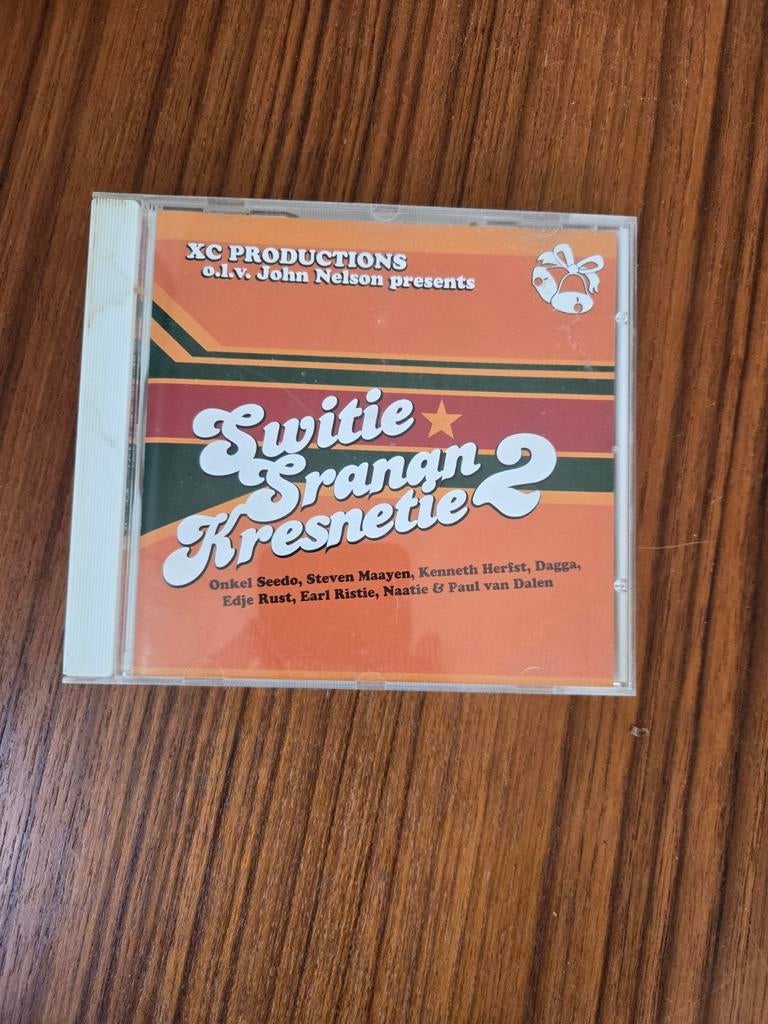 XC PRODUCTIONS
o.l.v. John Nelson presents
Switie
Sranan
Kresnetie 2
Onkel Seedo, Steven Maayen, Kenneth Herfst, Dagga,
Edje Rust, Earl Ristie, Naatie & Paul van Dalen